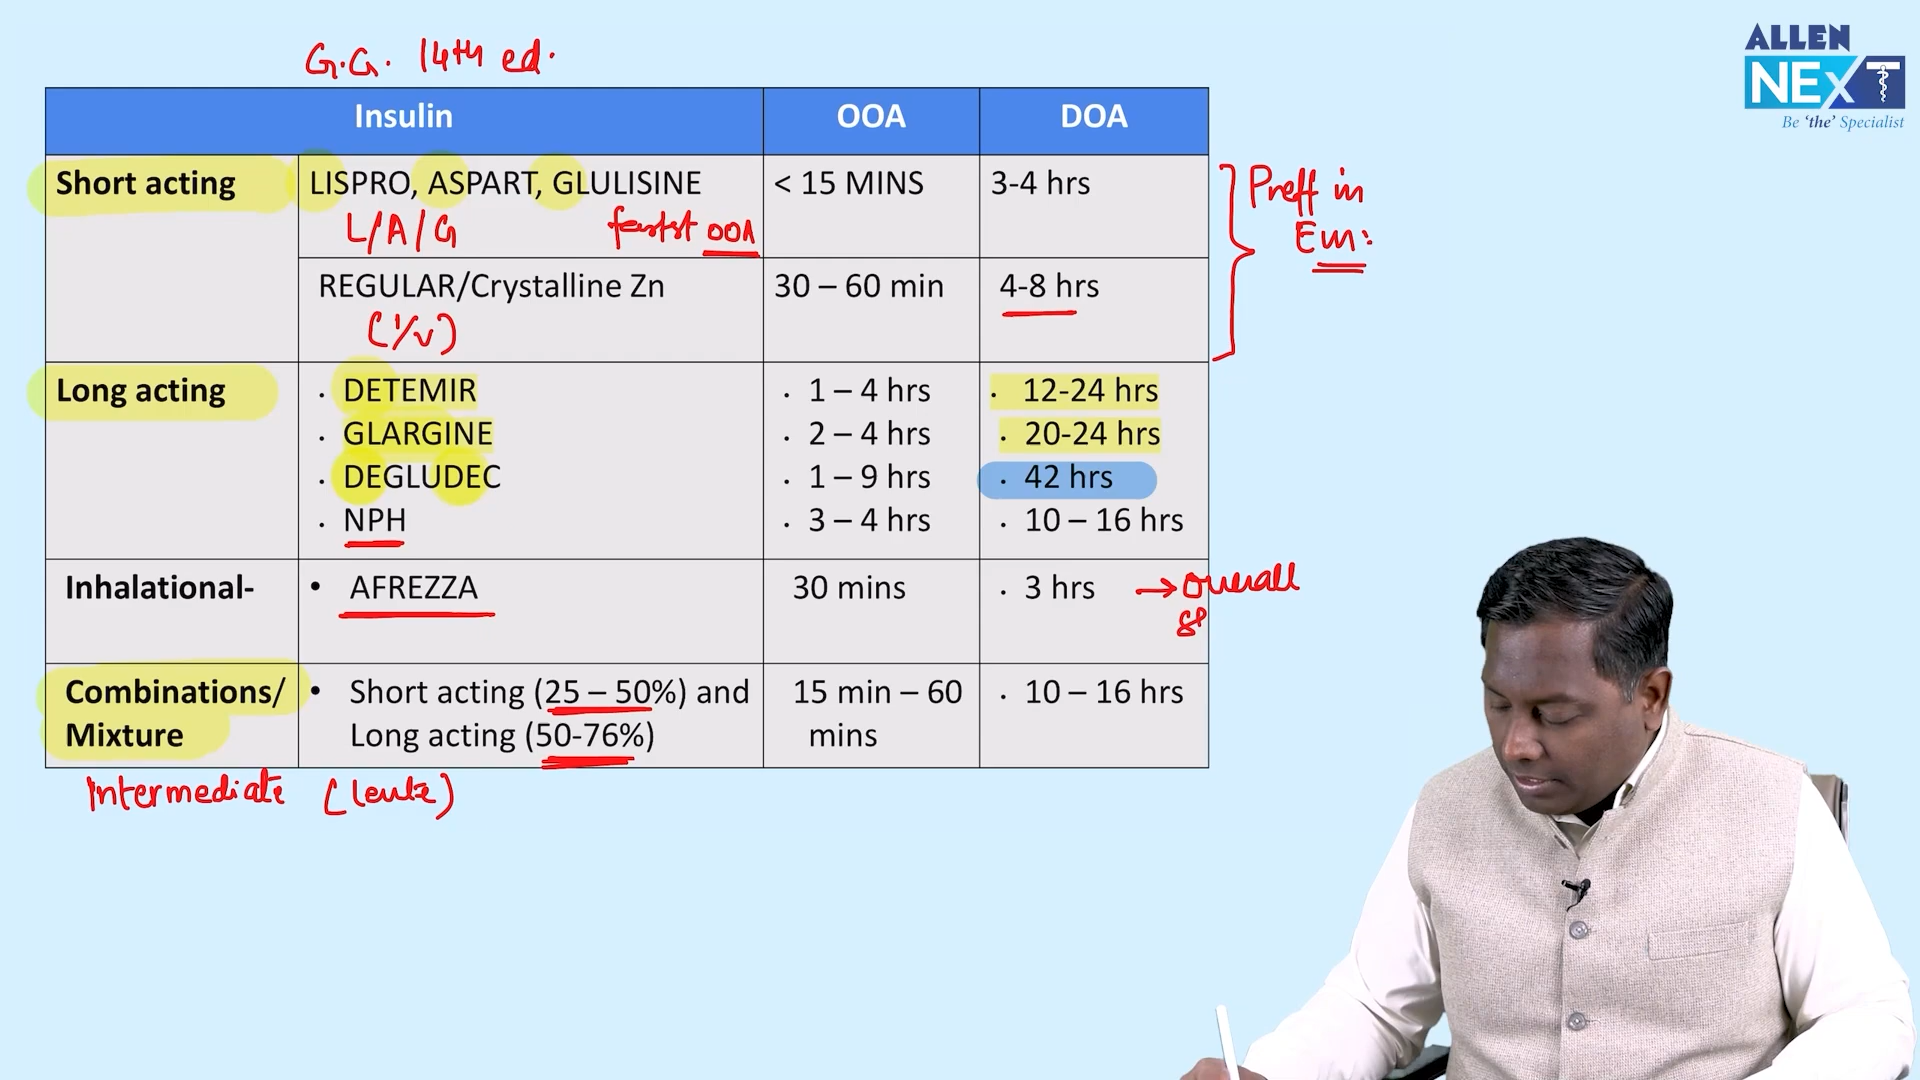 G.G. 14th ed.
ALLEN
NExT
Be 'the' Specialist
Insulin OOA DOA
Short acting LISPRO, ASPART, GLULISINE < 15 MINS 3-4 hrs
L/A/G OOA
Preff in
Em:
REGULAR/Crystalline Zn 30 – 60 min 4-8 hrs
(I/V)
Long acting · DETEMIR · 1 – 4 hrs · 12-24 hrs
· GLARGINE · 2 – 4 hrs · 20-24 hrs
· DEGLUDEC · 1 – 9 hrs · 42 hrs
· NPH · 3 – 4 hrs · 10 – 16 hrs
Inhalational- • AFREZZA 30 mins · 3 hrs → Overall
Combinations/ • Short acting (25 – 50%) and 15 min – 60 · 10 – 16 hrs
Mixture Long acting (50-76%) mins
Intermediate (lente)